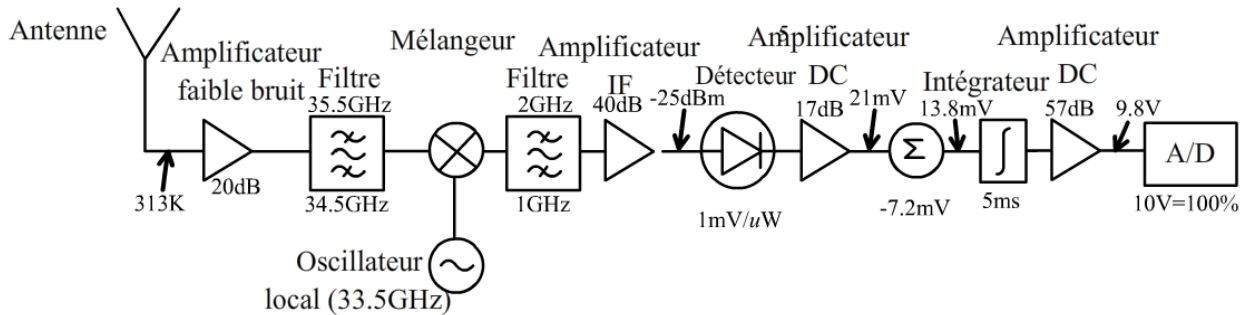 Antenne
Amplificateur
faible bruit
20dB
313K
Filtre
35.5GHz
34.5GHz
Mélangeur
Oscillateur
local (33.5GHz)
Filtre
2GHz
1GHz
Amplificateur
IF
40dB
-25dBm
Détecteur
1mV/uW
Amplificateur
DC
17dB
21mV
Σ
-7.2mV
Intégrateur
13.8mV
∫
5ms
Amplificateur
DC
57dB
9.8V
A/D
10V=100%